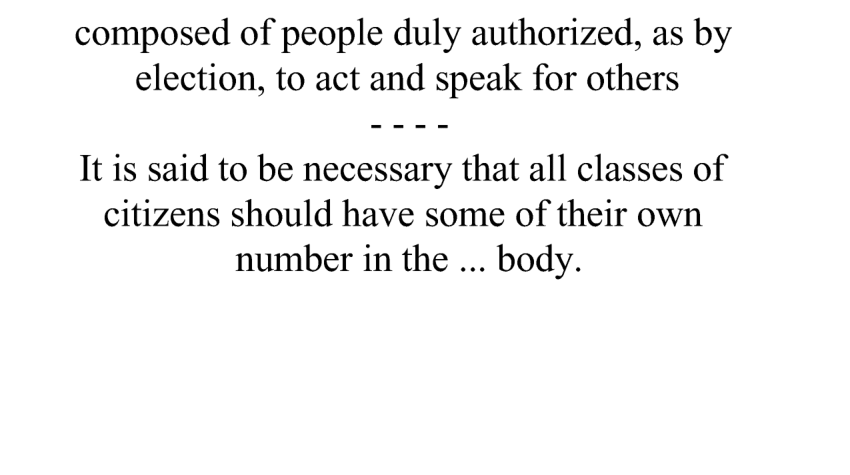 composed of people duly authorized, as by
election, to act and speak for others
- - - -
It is said to be necessary that all classes of
citizens should have some of their own
number in the ... body.